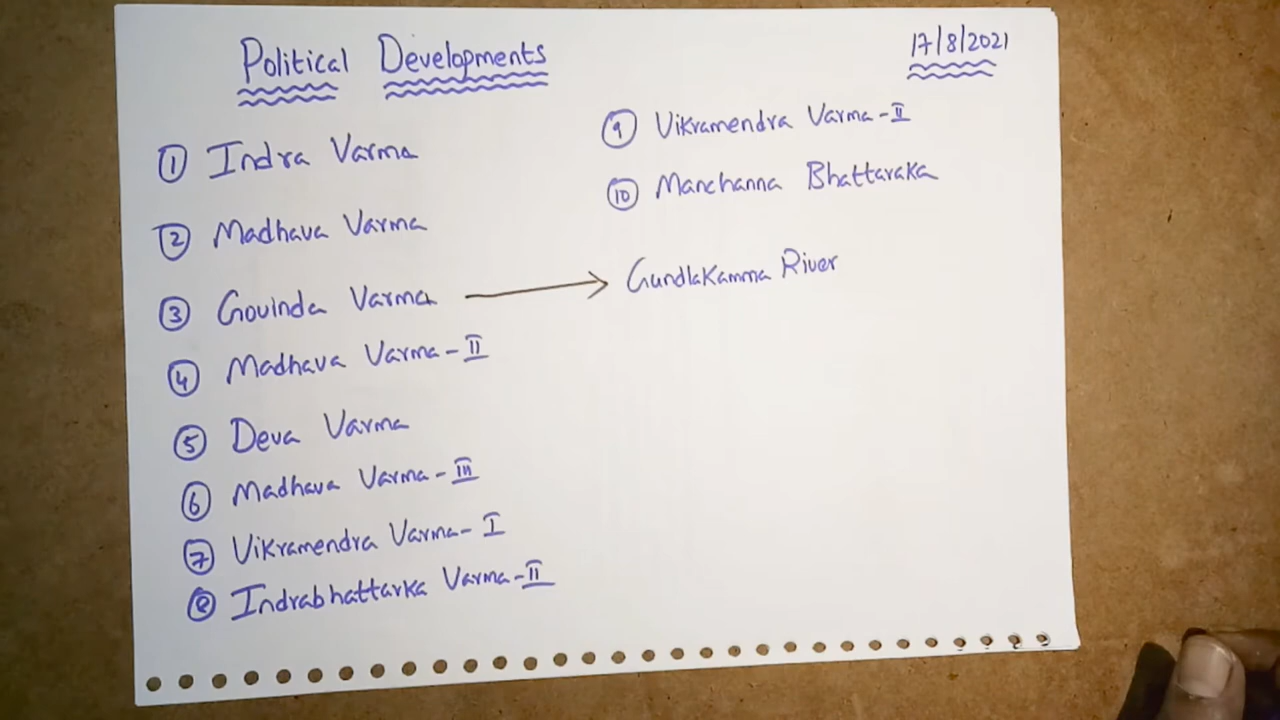 Political Developments
17/8/2021
① Indra Varma
② Madhava Varma
③ Govinda Varma → Gundlakamma River
④ Madhava Varma - II
⑤ Deva Varma
⑥ Madhava Varma - III
⑦ Vikramendra Varma - I
⑧ Indrabhattarka Varma - II
⑨ Vikramendra Varma - II
⑩ Manchanna Bhattaraka